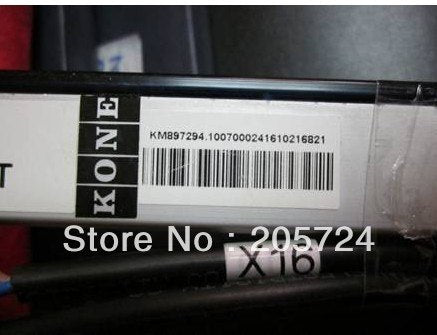 KONE
KM897294.1007000241610216821
T
Store No: 205724
X16